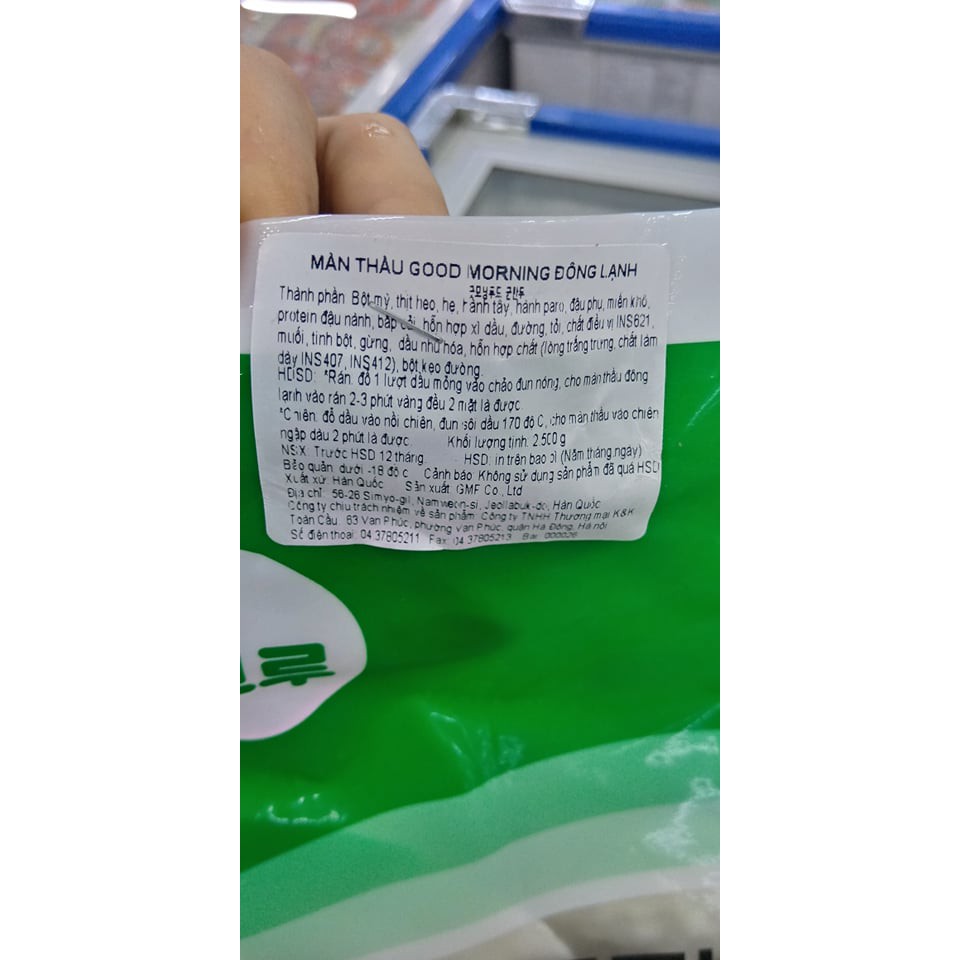 MÀN THẦU GOOD MORNING ĐÔNG LẠNH
Thành phần Bột mỳ, thịt heo, hẹ, hành tây, hành paro, đậu phụ, miến khô,
protein đậu nành, bắp cải, hỗn hợp xì dầu, đường, tỏi, chất điều vị INS621,
muối, tinh bột, gừng, dầu nhũ hóa, hỗn hợp chất (lòng trắng trứng, chất làm
dày INS407, INS412), bột keo đường.
HDSD: *Rán. đổ 1 lượt dầu mỏng vào chảo đun nóng, cho màn thầu đông
lạnh vào rán 2-3 phút vàng đều 2 mặt là được.
*Chiên: đổ dầu vào nồi chiên, đun sôi dầu 170 độ C, cho màn thầu vào chiên
ngập dầu 2 phút là được. Khối lượng tịnh: 2.500 g
NSX: Trước HSD 12 tháng HSD: in trên bao bì (Năm.tháng.ngày)
Bảo quản dưới -18 độ c Cảnh báo Không sử dụng sản phẩm đã quá HSD
Xuất xứ Hàn Quốc Sản xuất GMF Co., Ltd
Địa chỉ 56-26 Simyo-gil, Namweon-si, Jeollabuk-do, Hàn Quốc
Công ty chịu trách nhiệm về sản phẩm: Công ty TNHH Thương mại K&K
Toàn Cầu. 63 Vạn Phúc, phường Vạn Phúc, quận Hà Đông, Hà nội
Số điện thoại: 04.37805211 Fax: 04.37805213 Bar 000026
루